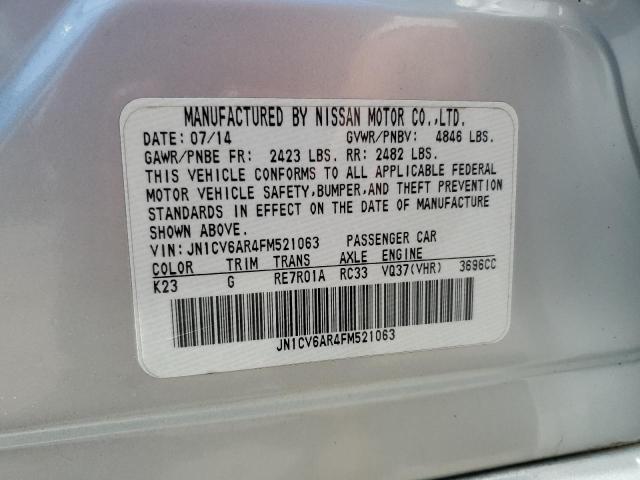 MANUFACTURED BY NISSAN MOTOR CO.,LTD.
DATE: 07/14 GVWR/PNBV: 4846 LBS.
GAWR/PNBE FR: 2423 LBS. RR: 2482 LBS.
THIS VEHICLE CONFORMS TO ALL APPLICABLE FEDERAL
MOTOR VEHICLE SAFETY,BUMPER,AND THEFT PREVENTION
STANDARDS IN EFFECT ON THE DATE OF MANUFACTURE
SHOWN ABOVE.
VIN: JN1CV6AR4FM521063 PASSENGER CAR
COLOR TRIM TRANS AXLE ENGINE
K23 G RE7R01A RC33 VQ37(VHR) 3696CC
JN1CV6AR4FM521063